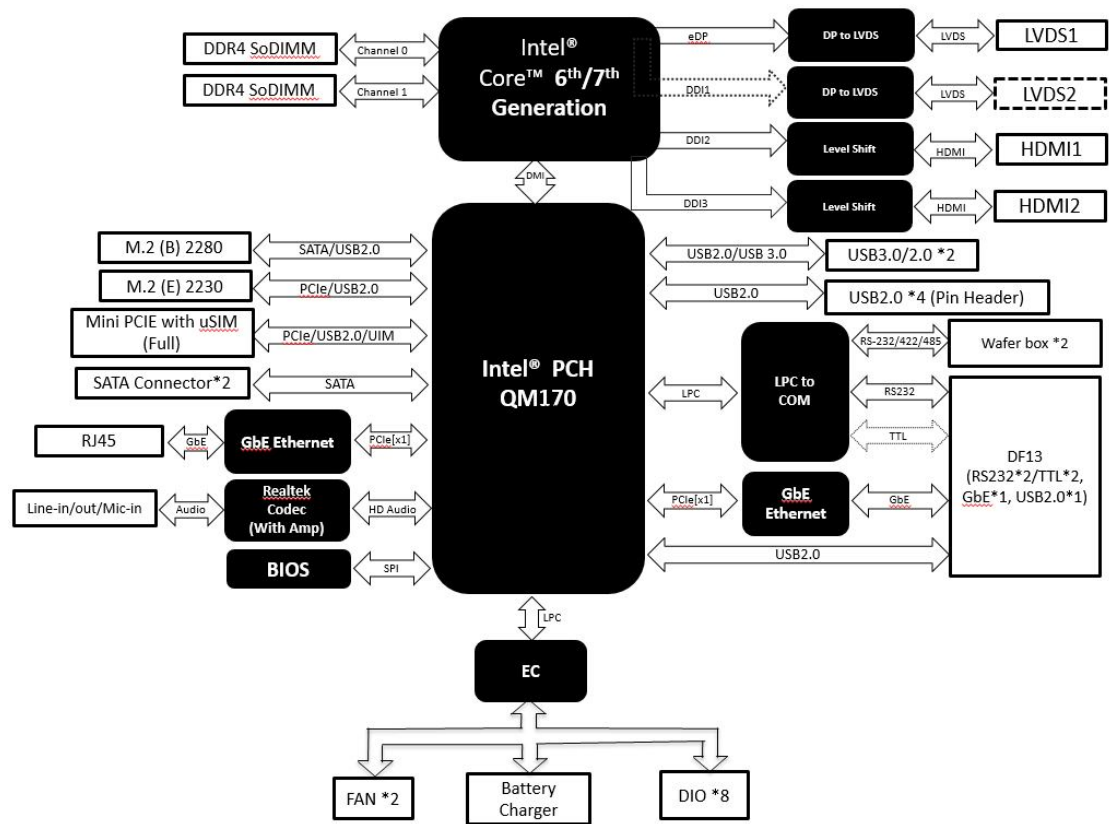 DDR4 SoDIMM
Channel 0
DDR4 SoDIMM
Channel 1
Intel®
Core™ 6th/7th
Generation
eDP
DP to LVDS
LVDS
LVDS1
DDI1
DP to LVDS
LVDS
LVDS2
DDI2
Level Shift
HDMI
HDMI1
DDI3
Level Shift
HDMI
HDMI2
DMI
M.2 (B) 2280
SATA/USB2.0
M.2 (E) 2230
PCIe/USB2.0
Mini PCIE with uSIM
(Full)
PCIe/USB2.0/UIM
SATA Connector*2
SATA
RJ45
GbE
GbE Ethernet
PCIe[x1]
Line-in/out/Mic-in
Audio
Realtek
Codec
(With Amp)
HD Audio
BIOS
SPI
Intel® PCH
QM170
USB2.0/USB 3.0
USB3.0/2.0 *2
USB2.0
USB2.0 *4 (Pin Header)
LPC
LPC to
COM
RS-232/422/485
Wafer box *2
RS232
TTL
PCIe[x1]
GbE
Ethernet
GbE
USB2.0
DF13
(RS232*2/TTL*2,
GbE*1, USB2.0*1)
LPC
EC
FAN *2
Battery
Charger
DIO *8